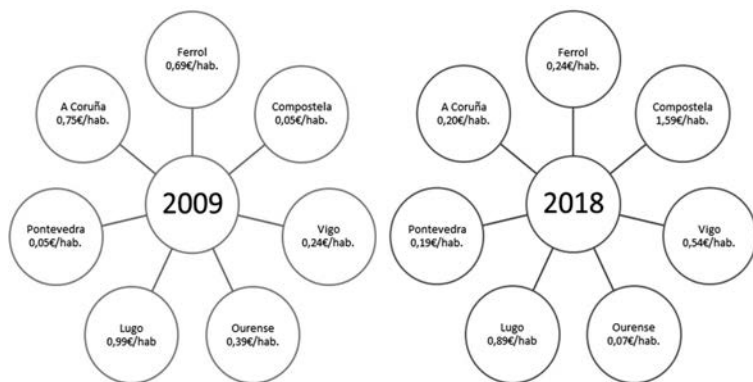 Ferrol
0,69€/hab.
A Coruña
0,75€/hab.
Compostela
0,05€/hab.
2009
Pontevedra
0,05€/hab.
Vigo
0,24€/hab.
Lugo
0,99€/hab
Ourense
0,39€/hab.
Ferrol
0,24€/hab.
A Coruña
0,20€/hab.
Compostela
1,59€/hab.
2018
Pontevedra
0,19€/hab.
Vigo
0,54€/hab.
Lugo
0,89€/hab
Ourense
0,07€/hab.